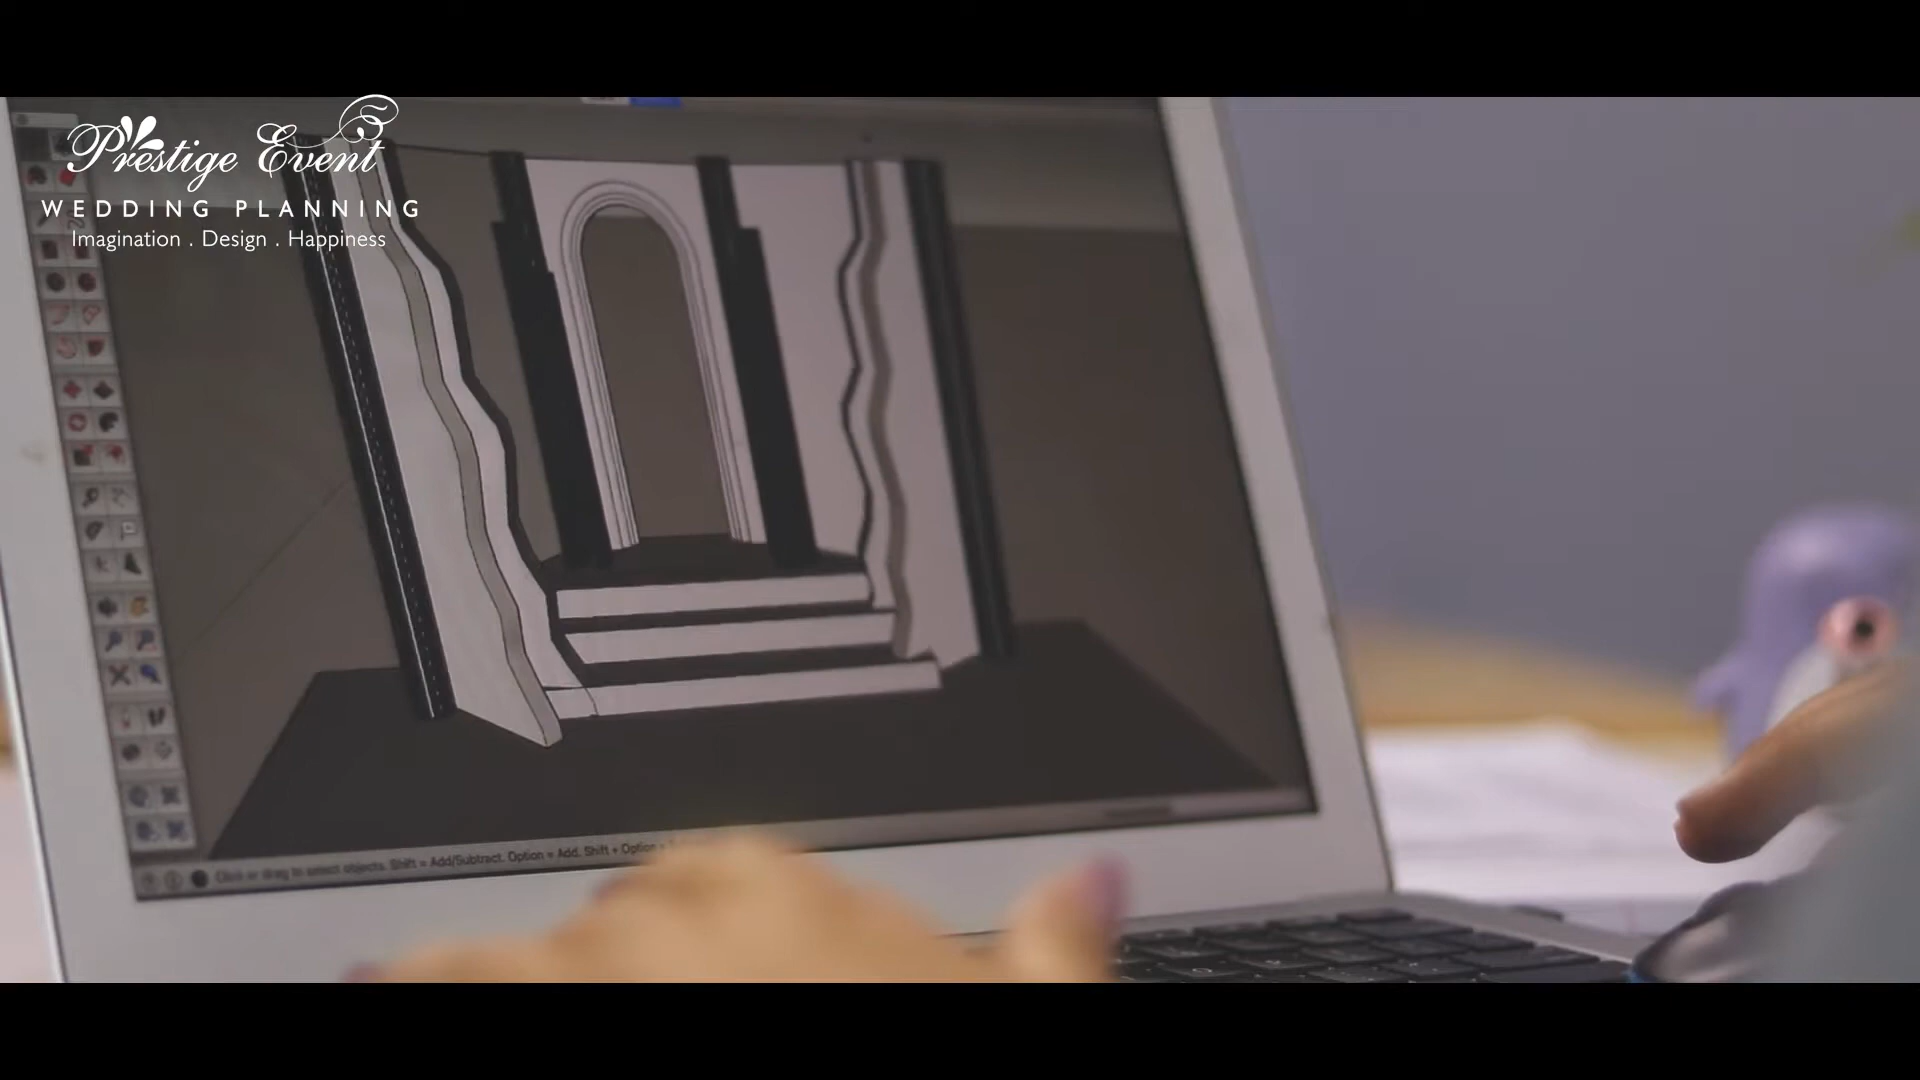 Prestige Event
WEDDING PLANNING
Imagination . Design . Happiness
Click or drag to select objects. Shift = Add/Subtract. Option = Add. Shift + Option =